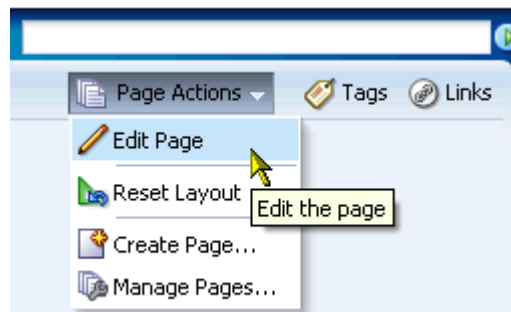 Page Actions Tags Links
Edit Page
Reset Layout
Edit the page
Create Page...
Manage Pages...